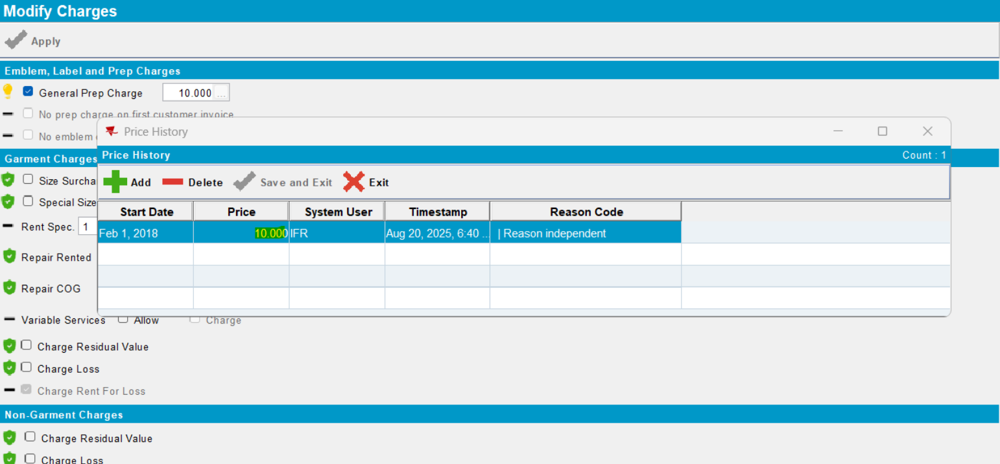 Modify Charges
Apply
Emblem, Label and Prep Charges
General Prep Charge 10.000 ...
No prep charge on first customer invoice
No emblem
Price History
Garment Charges
Price History Count : 1
Add Delete Save and Exit Exit
Size Surcha
Special Size
Start Date Price System User Timestamp Reason Code
Rent Spec. 1
Feb 1, 2018 10.000 IFR Aug 20, 2025, 6:40 ... | Reason independent
Repair Rented
Repair COG
Variable Services Allow Charge
Charge Residual Value
Charge Loss
Charge Rent For Loss
Non-Garment Charges
Charge Residual Value
Charge Loss